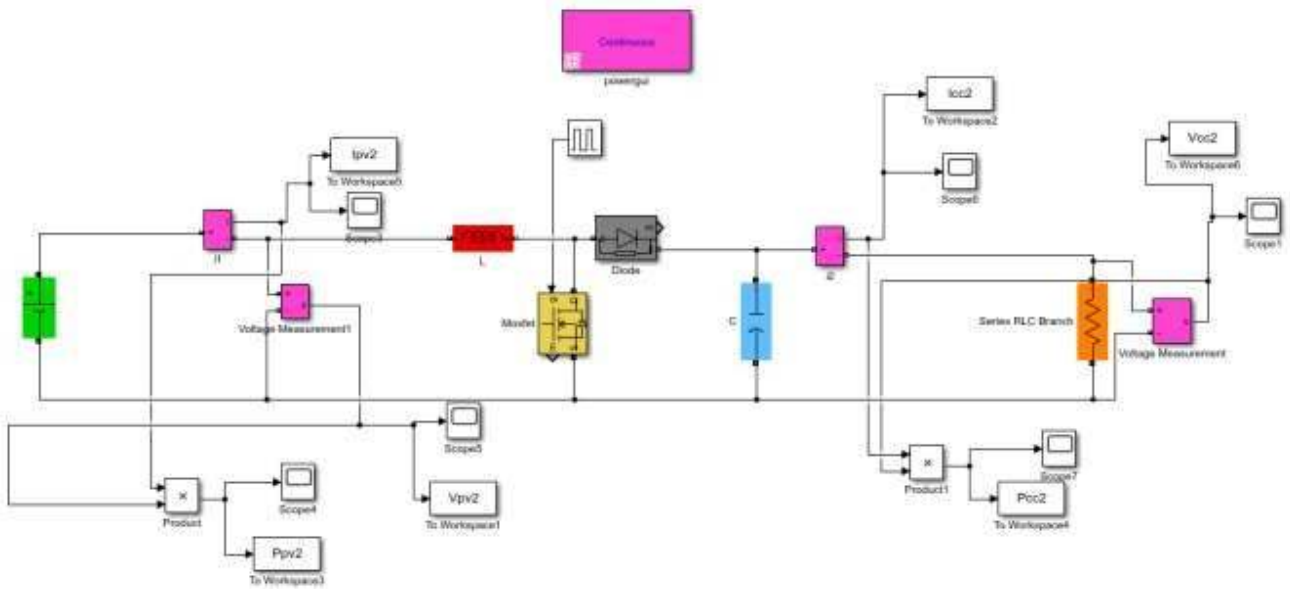 Continuous
powergui
Icc2
To Workspace2
Vcc2
To Workspace6
Ipv2
To Workspace5
Scope3
Scope6
Scope1
L
Diode
Voltage Measurement1
Mosfet
C
Series RLC Branch
Voltage Measurement
Scope5
Scope7
Product1
Scope4
Product
Vpv2
To Workspace1
Pcc2
To Workspace4
Ppv2
To Workspace3